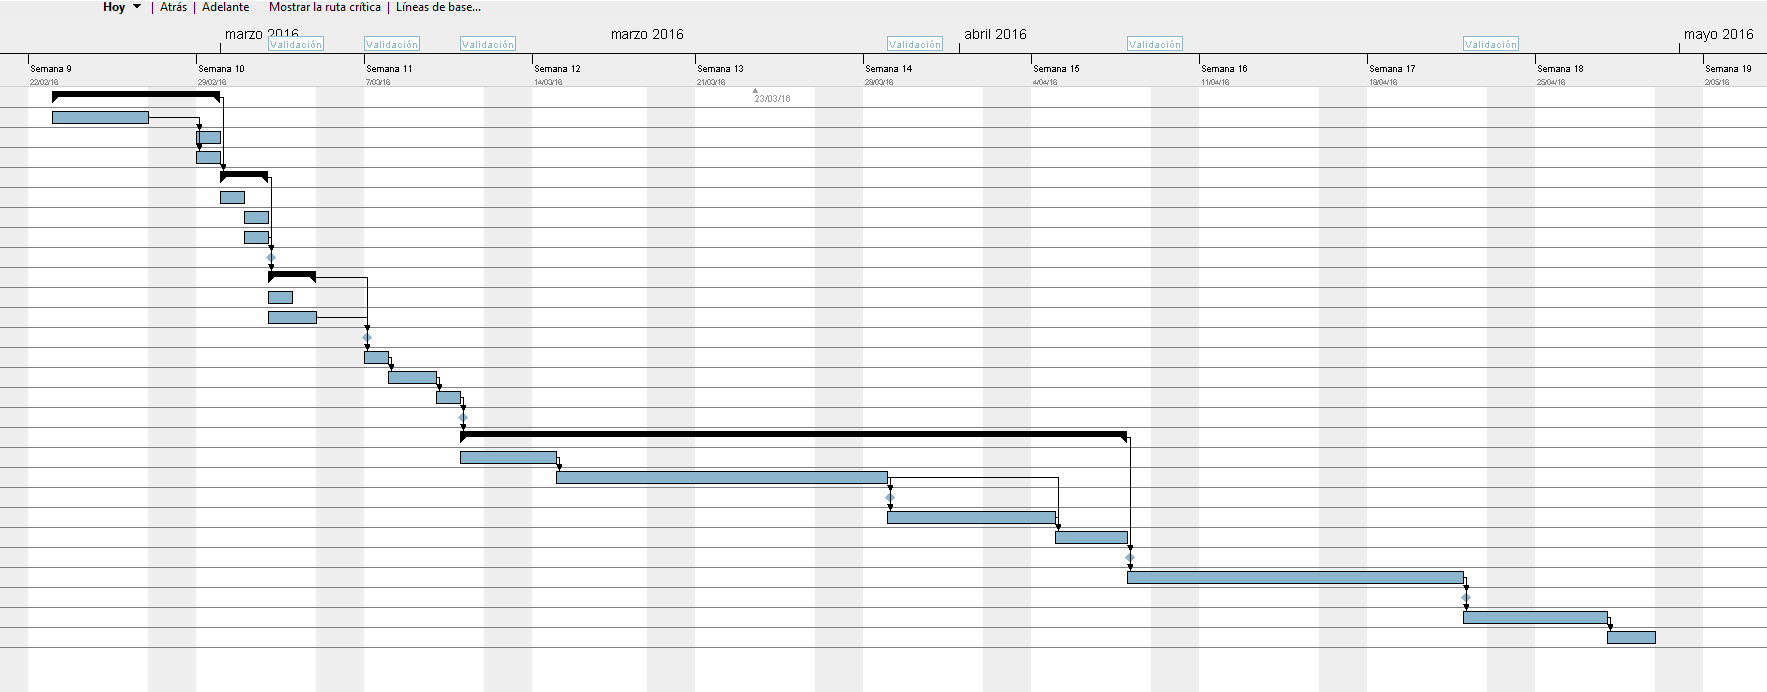 Hoy Atrás Adelante Mostrar la ruta crítica Líneas de base...
marzo 2016 marzo 2016 abril 2016 mayo 2016
Validación Validación Validación Validación Validación Validación
Semana 9 Semana 10 Semana 11 Semana 12 Semana 13 Semana 14 Semana 15 Semana 16 Semana 17 Semana 18 Semana 19
22/02/16 29/02/16 7/03/16 14/03/16 21/03/16 28/03/16 4/04/16 11/04/16 18/04/16 25/04/16 2/05/16
23/03/16